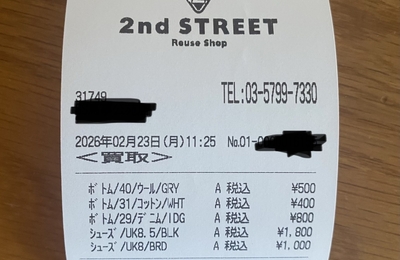 2nd STREET
Reuse Shop
TEL:03-5799-7330
31749
2026年02月23日(月)11:25 No.01-0
<買取>
ﾎﾞﾄﾑ/40/ウール/GRY A 税込 ¥500
ﾎﾞﾄﾑ/31/コットン/WHT A 税込 ¥400
ﾎﾞﾄﾑ/29/デニム/IDG A 税込 ¥800
ｼｭｰｽﾞ/UK8.5/BLK A 税込 ¥1,800
ｼｭｰｽﾞ/UK8/BRD A 税込 ¥1,000